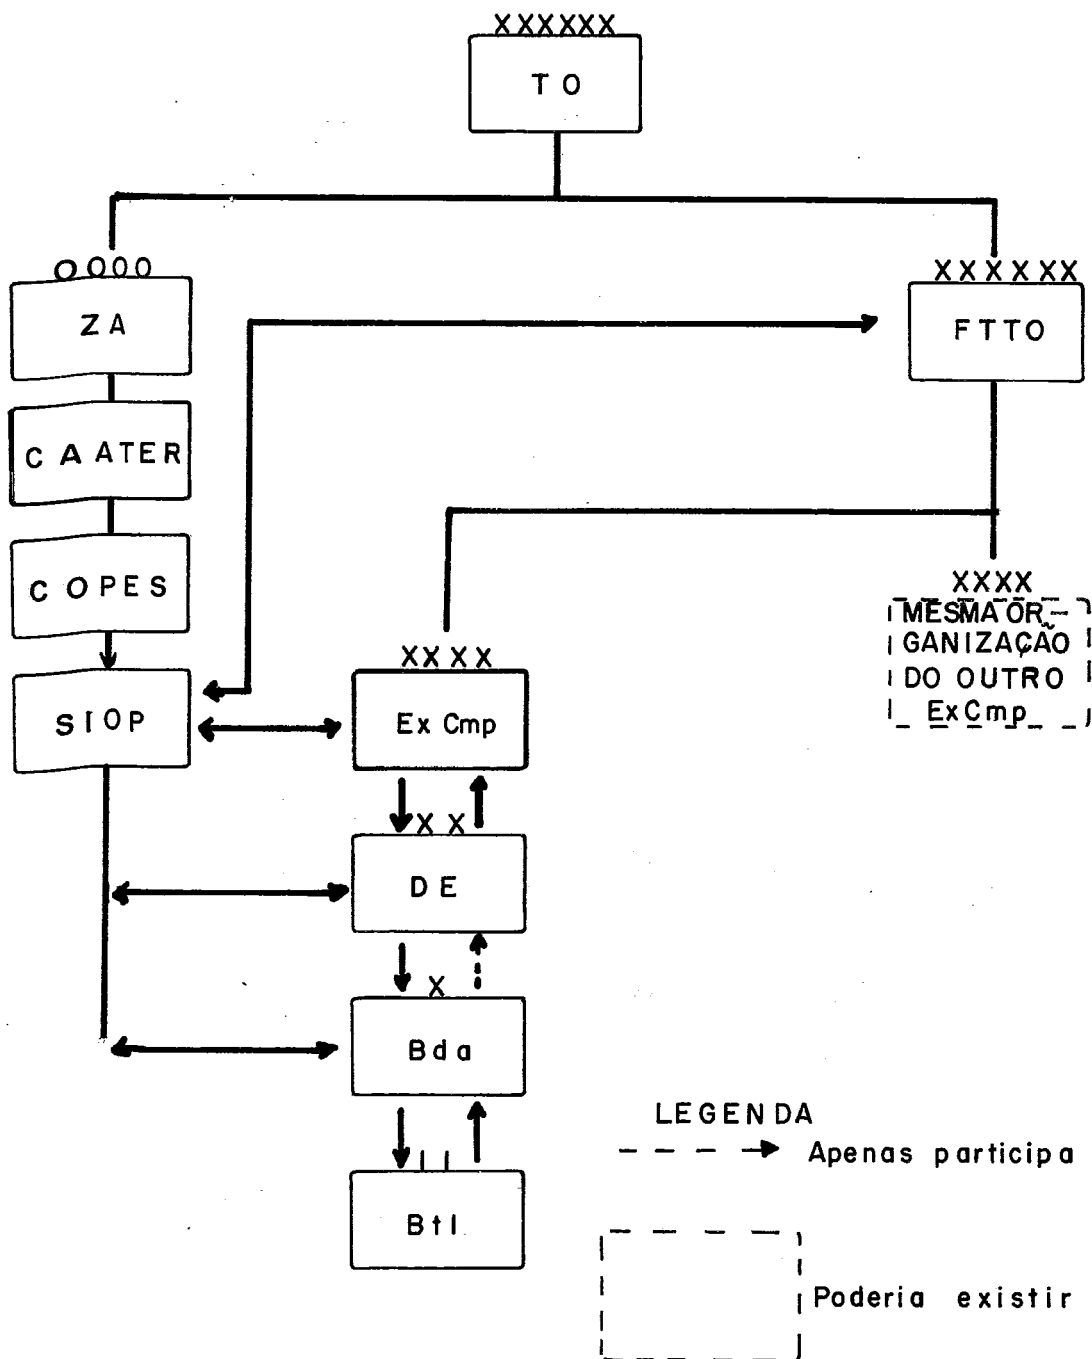 XXXXXX
TO
OOOO
ZA
XXXXXX
FTTO
CAATER
COPES
XXXX
MESMA OR-
GANIZAÇÃO
DO OUTRO
ExCmp
SIOP
XXXX
Ex Cmp
XX
DE
X
Bda
II
Btl
LEGENDA
Apenas participa
Poderia existir